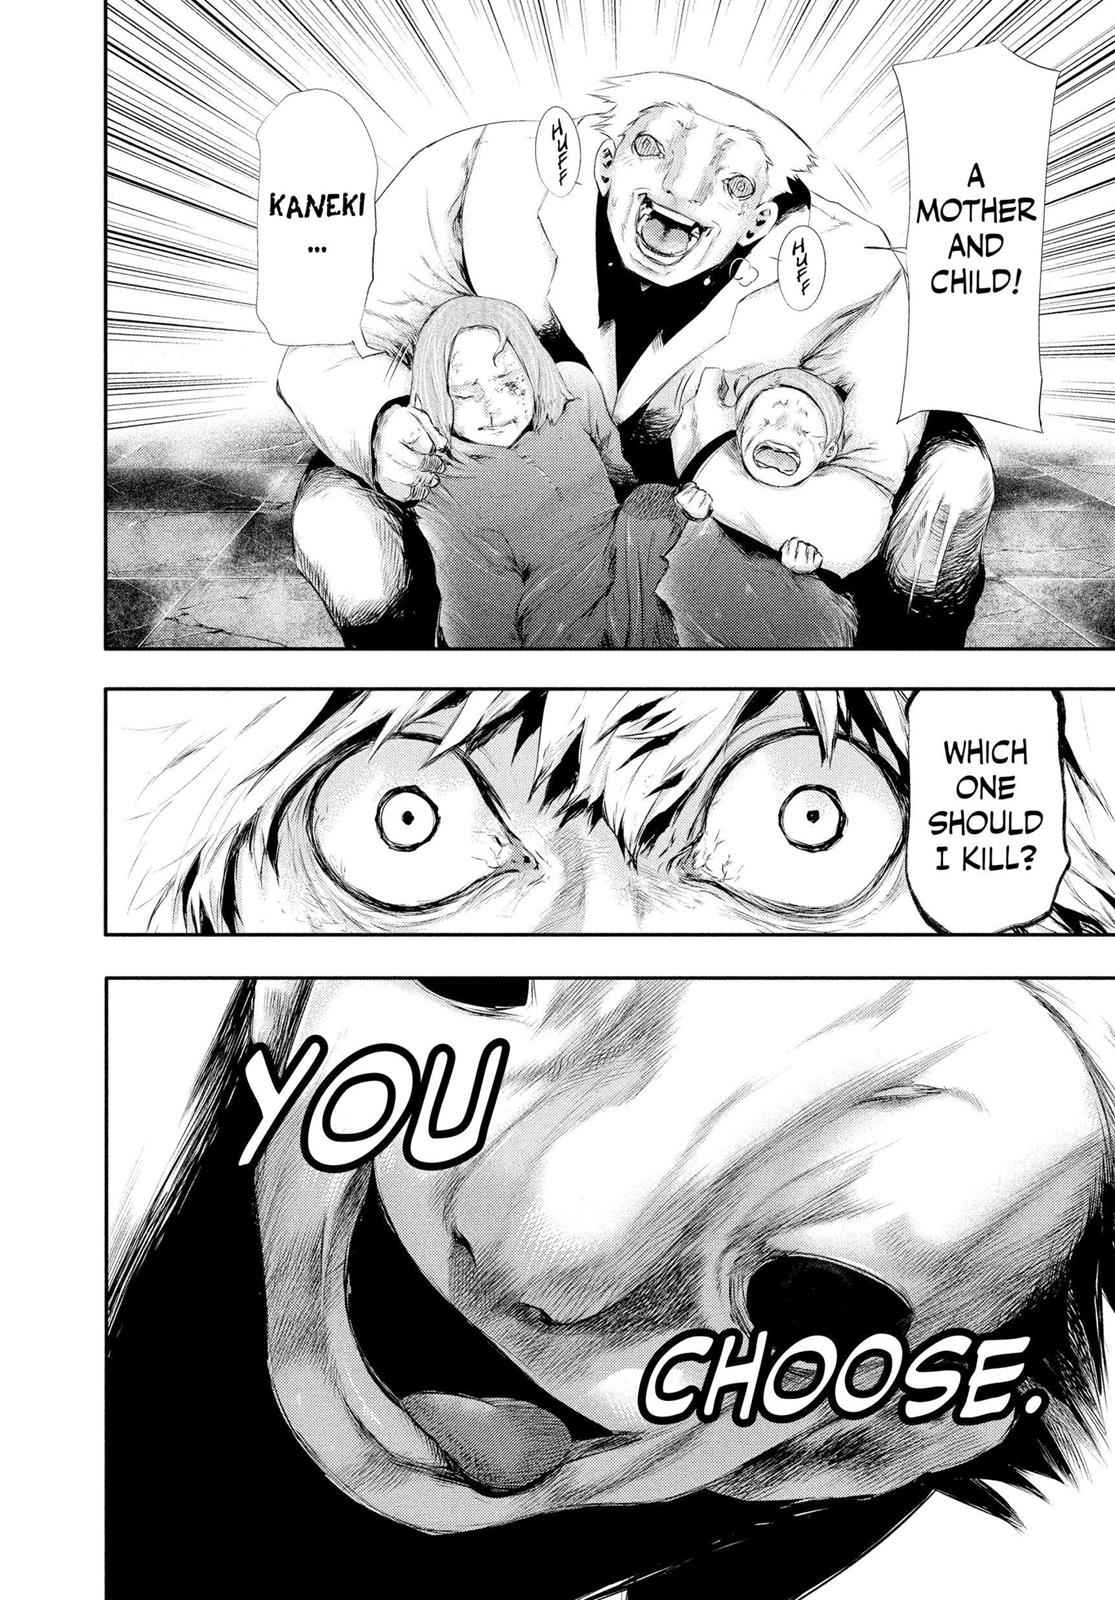 A
MOTHER
AND
CHILD!
HUFF
HUFF
KANEKI
...
WHICH
ONE
SHOULD
I KILL?
YOU
CHOOSE.